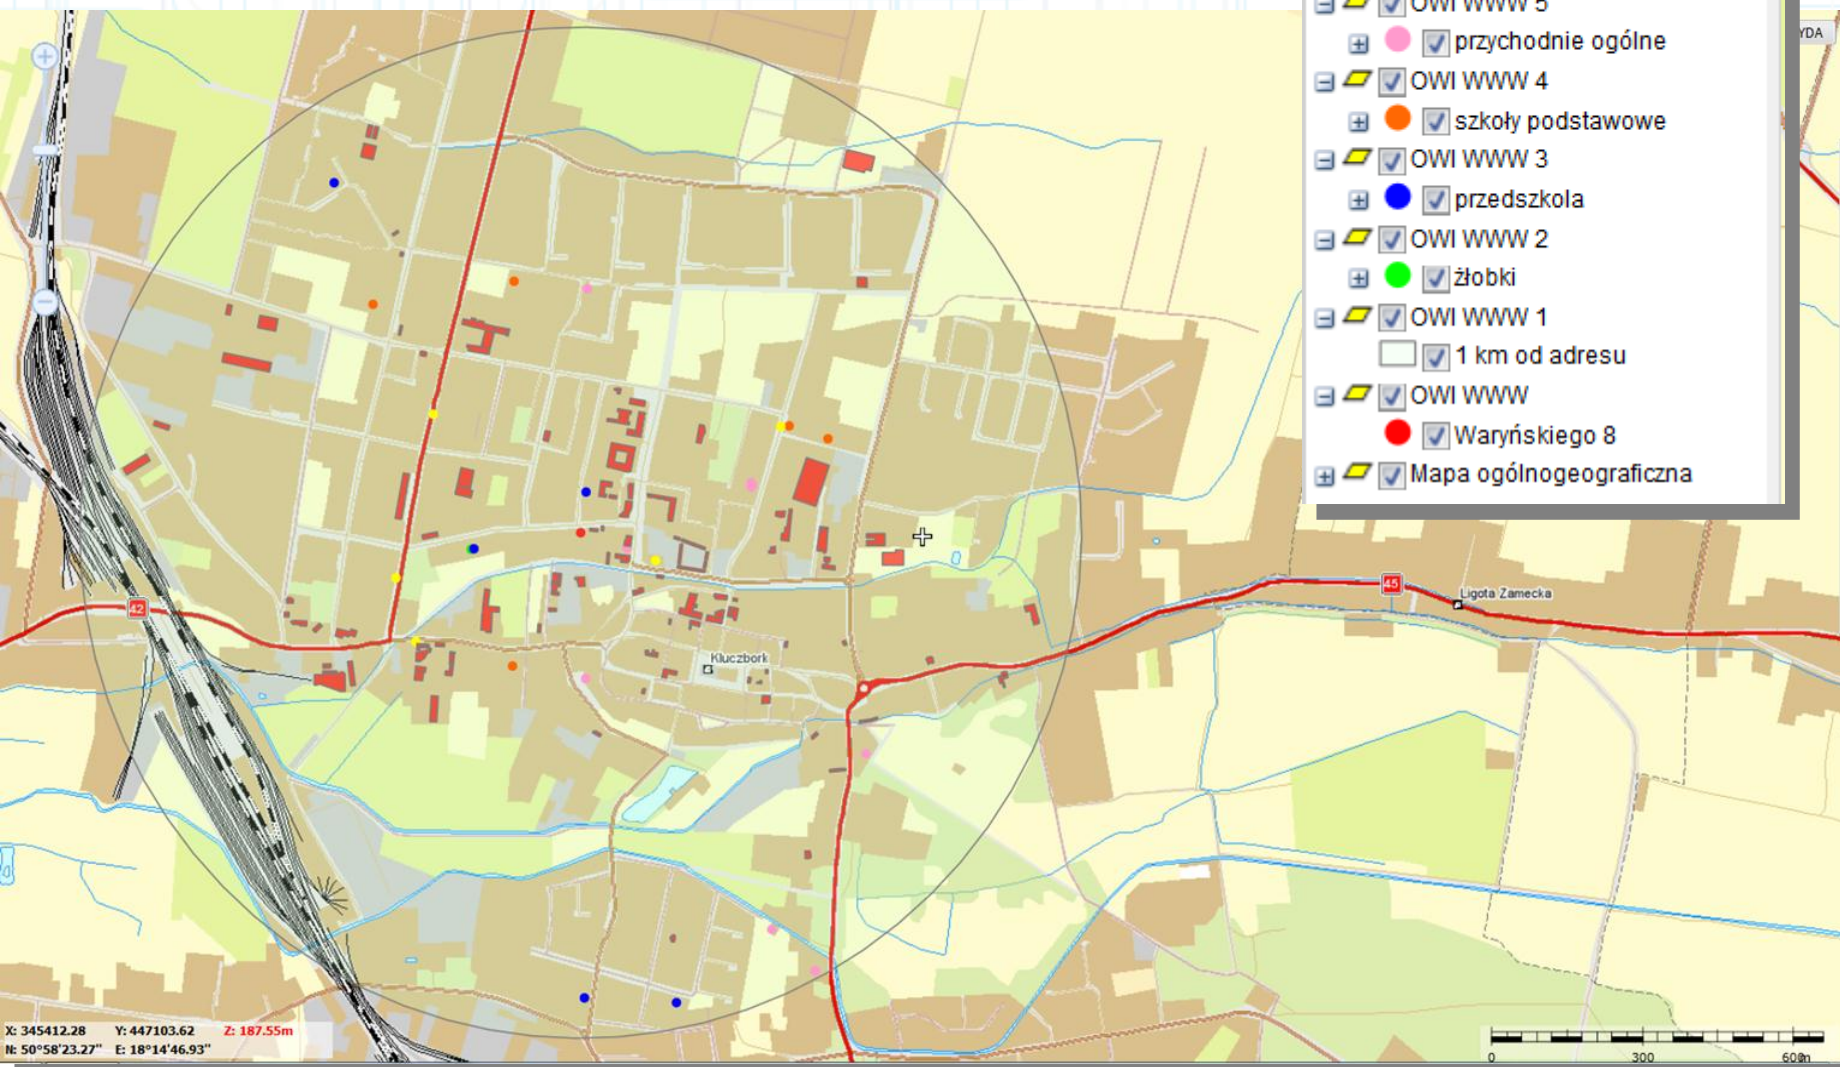 OWI WWW 5
YDA
przychodnie ogólne
OWI WWW 4
szkoły podstawowe
OWI WWW 3
przedszkola
OWI WWW 2
żłobki
OWI WWW 1
1 km od adresu
OWI WWW
Waryńskiego 8
Mapa ogólnogeograficzna
45
Ligota Zamecka
42
Kluczbork
X: 345412.28 Y: 447103.62 Z: 187.55m
N: 50°58'23.27" E: 18°14'46.93"
0 300 600m